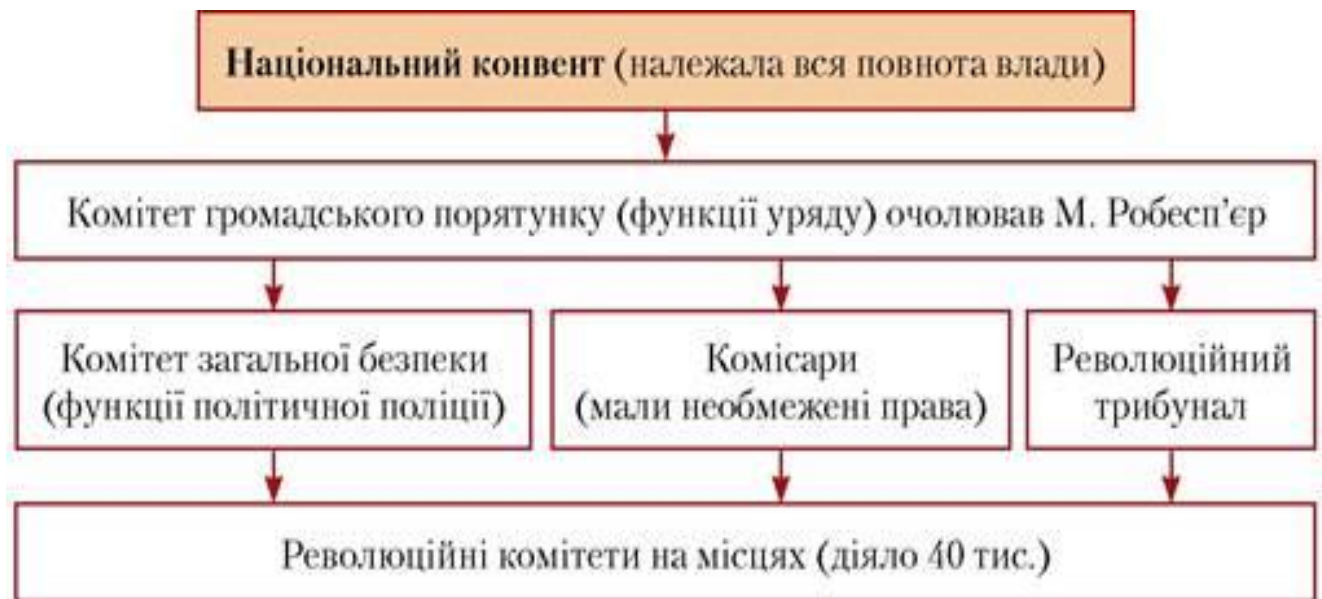 Національний конвент (належала вся повнота влади)
Комітет громадського порятунку (функції уряду) очолював М. Робесп’єр
Комітет загальної безпеки
(функції політичної поліції)
Комісари
(мали необмежені права)
Революційний
трибунал
Революційні комітети на місцях (діяло 40 тис.)